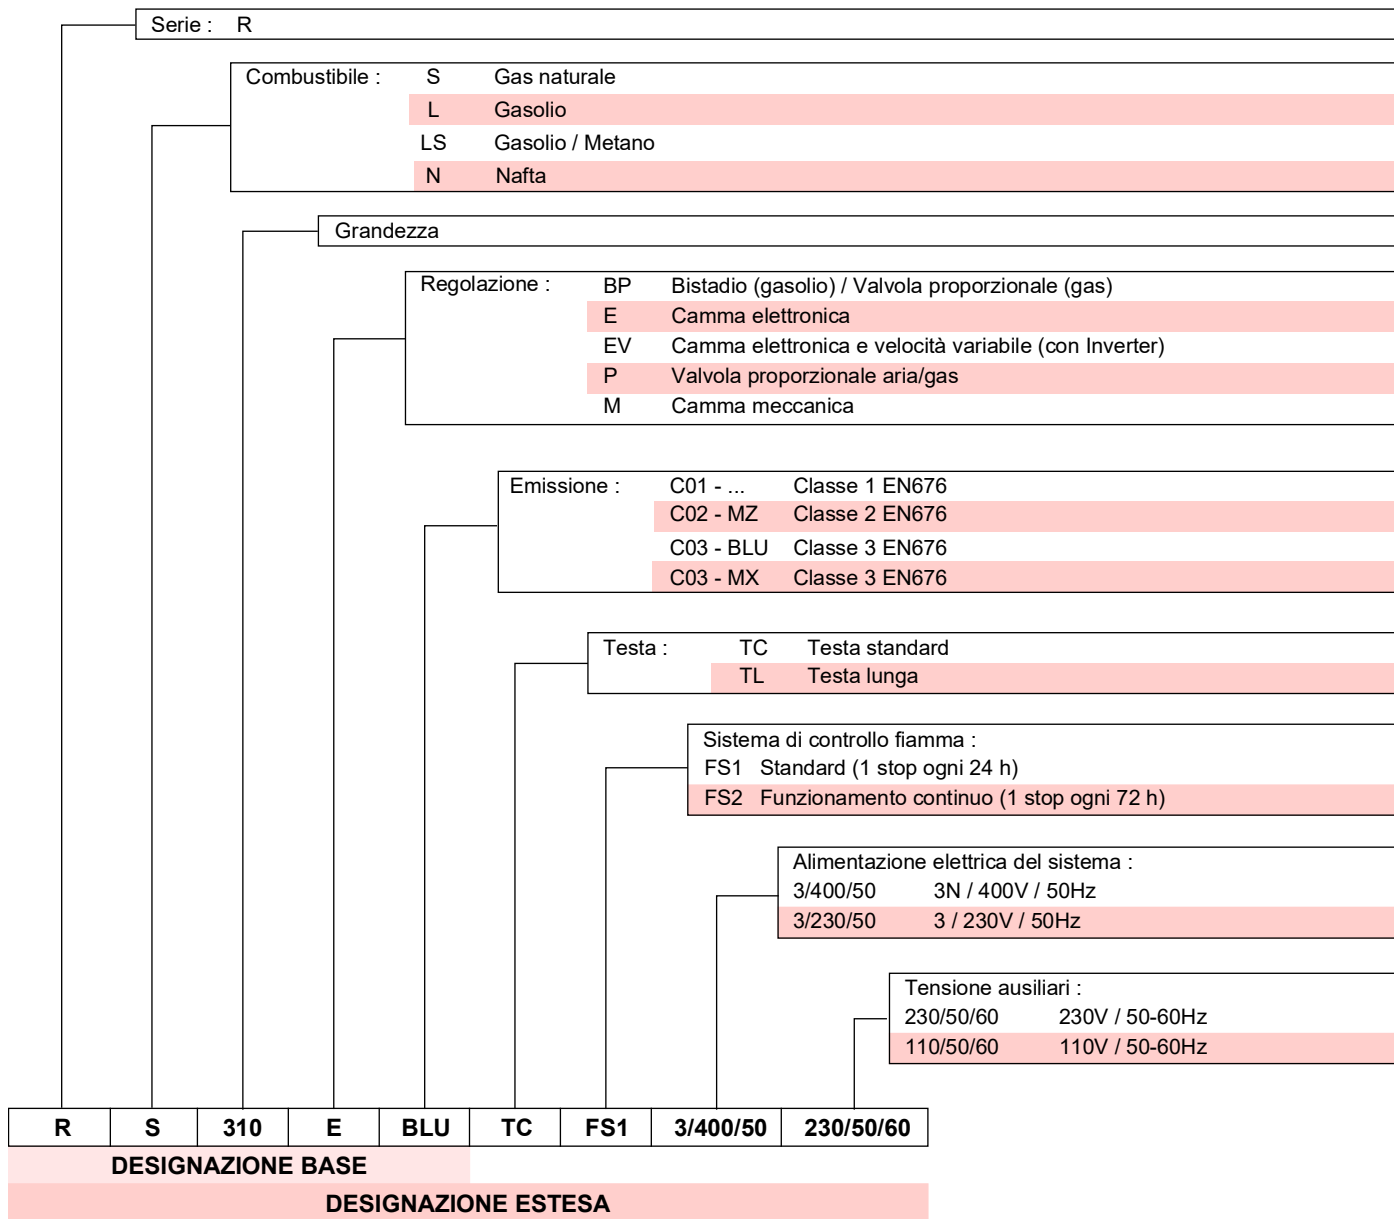 Serie : R
Combustibile : S Gas naturale
L Gasolio
LS Gasolio / Metano
N Nafta
Grandezza
Regolazione : BP Bistadio (gasolio) / Valvola proporzionale (gas)
E Camma elettronica
EV Camma elettronica e velocità variabile (con Inverter)
P Valvola proporzionale aria/gas
M Camma meccanica
Emissione : C01 - ... Classe 1 EN676
C02 - MZ Classe 2 EN676
C03 - BLU Classe 3 EN676
C03 - MX Classe 3 EN676
Testa : TC Testa standard
TL Testa lunga
Sistema di controllo fiamma :
FS1 Standard (1 stop ogni 24 h)
FS2 Funzionamento continuo (1 stop ogni 72 h)
Alimentazione elettrica del sistema :
3/400/50 3N / 400V / 50Hz
3/230/50 3 / 230V / 50Hz
Tensione ausiliari :
230/50/60 230V / 50-60Hz
110/50/60 110V / 50-60Hz
R S 310 E BLU TC FS1 3/400/50 230/50/60
DESIGNAZIONE BASE
DESIGNAZIONE ESTESA